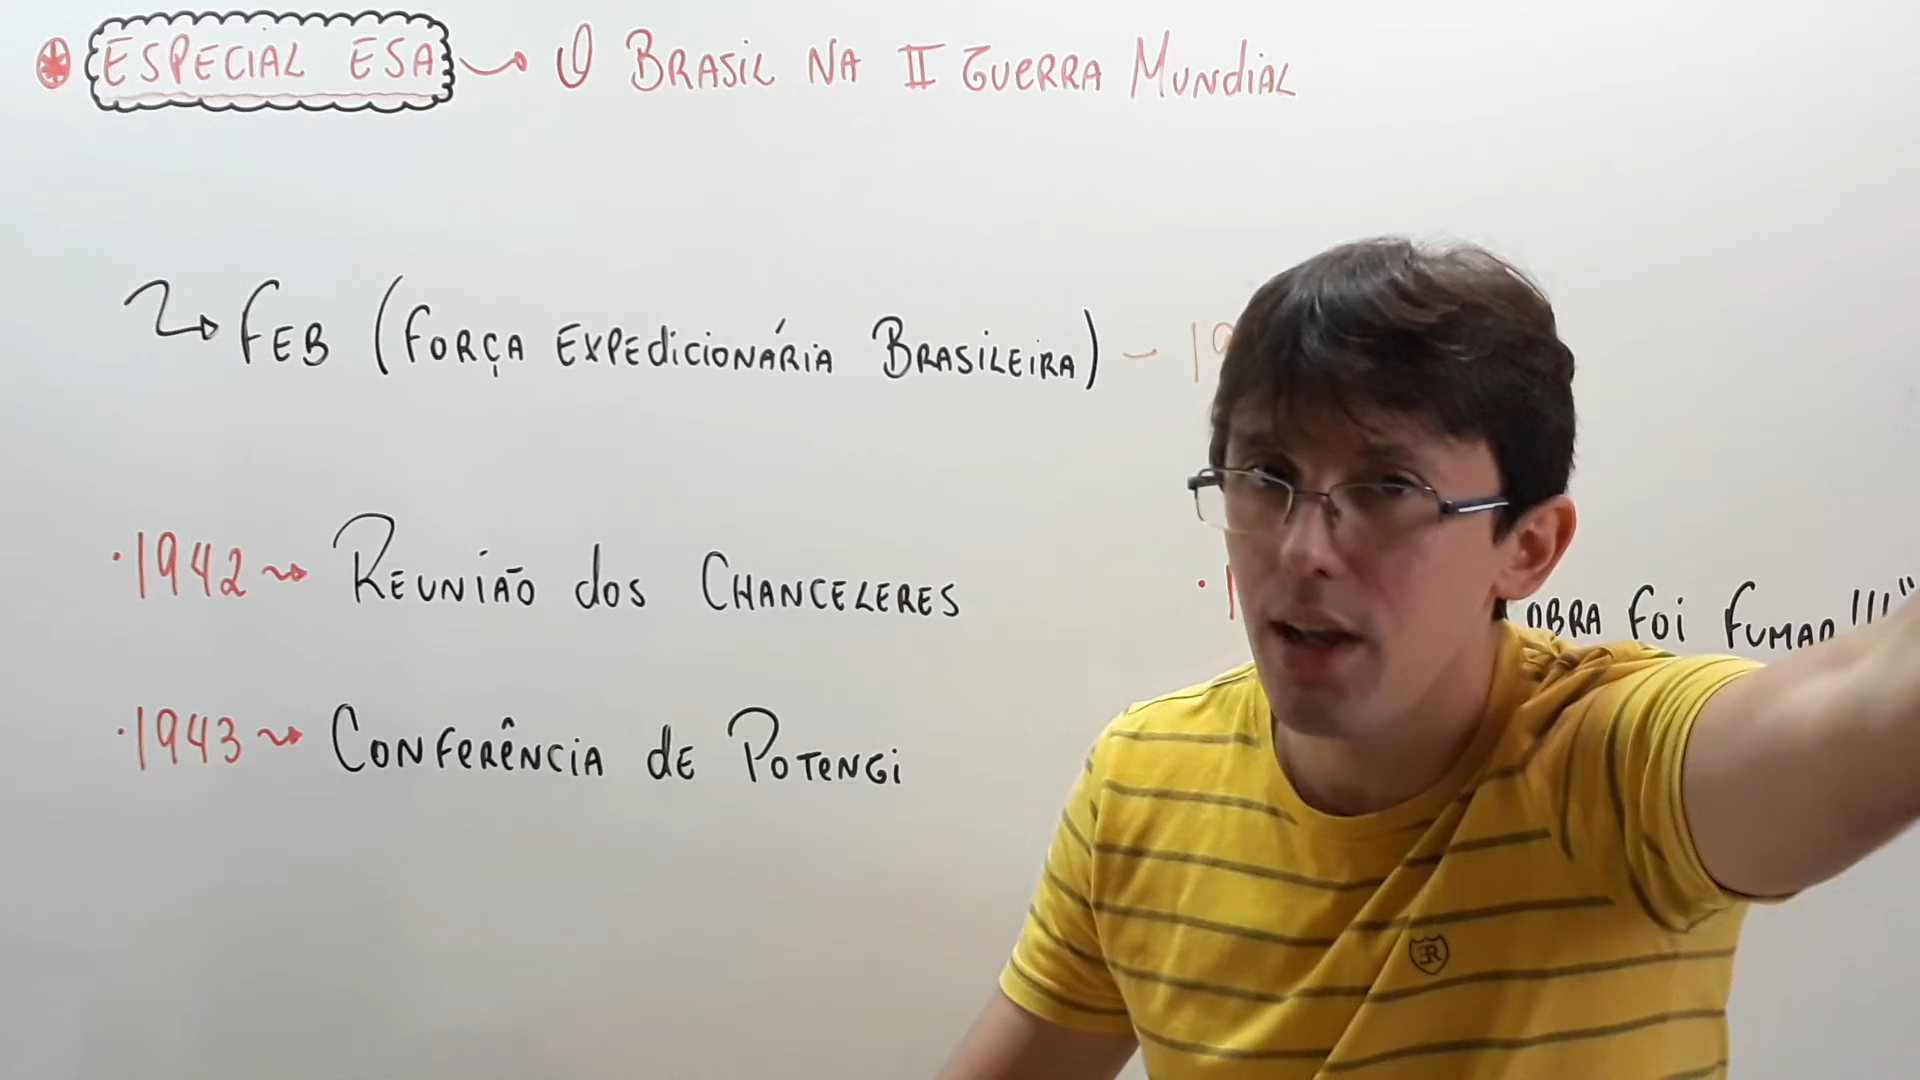 ESPECIAL ESA → O BRASIL NA II GUERRA MUNDIAL
→ FEB (FORÇA EXPEDICIONÁRIA BRASILEIRA) -
· 1942 → REUNIÃO DOS CHANCELERES
FOI FUMAR!!!"
· 1943 → CONFERÊNCIA DE POTENGI
ER